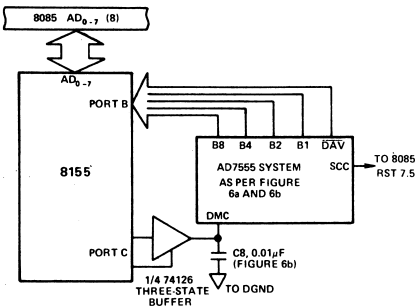 8085 AD₀₋₇ (8)
AD₀₋₇
PORT B
B8 B4 B2 B1 D̅A̅V̅
8155
AD7555 SYSTEM
AS PER FIGURE
6a AND 6b
SCC
TO 8085
RST 7.5
DMC
PORT C
C8, 0.01μF
(FIGURE 6b)
1/4 74126
THREE-STATE
BUFFER
TO DGND